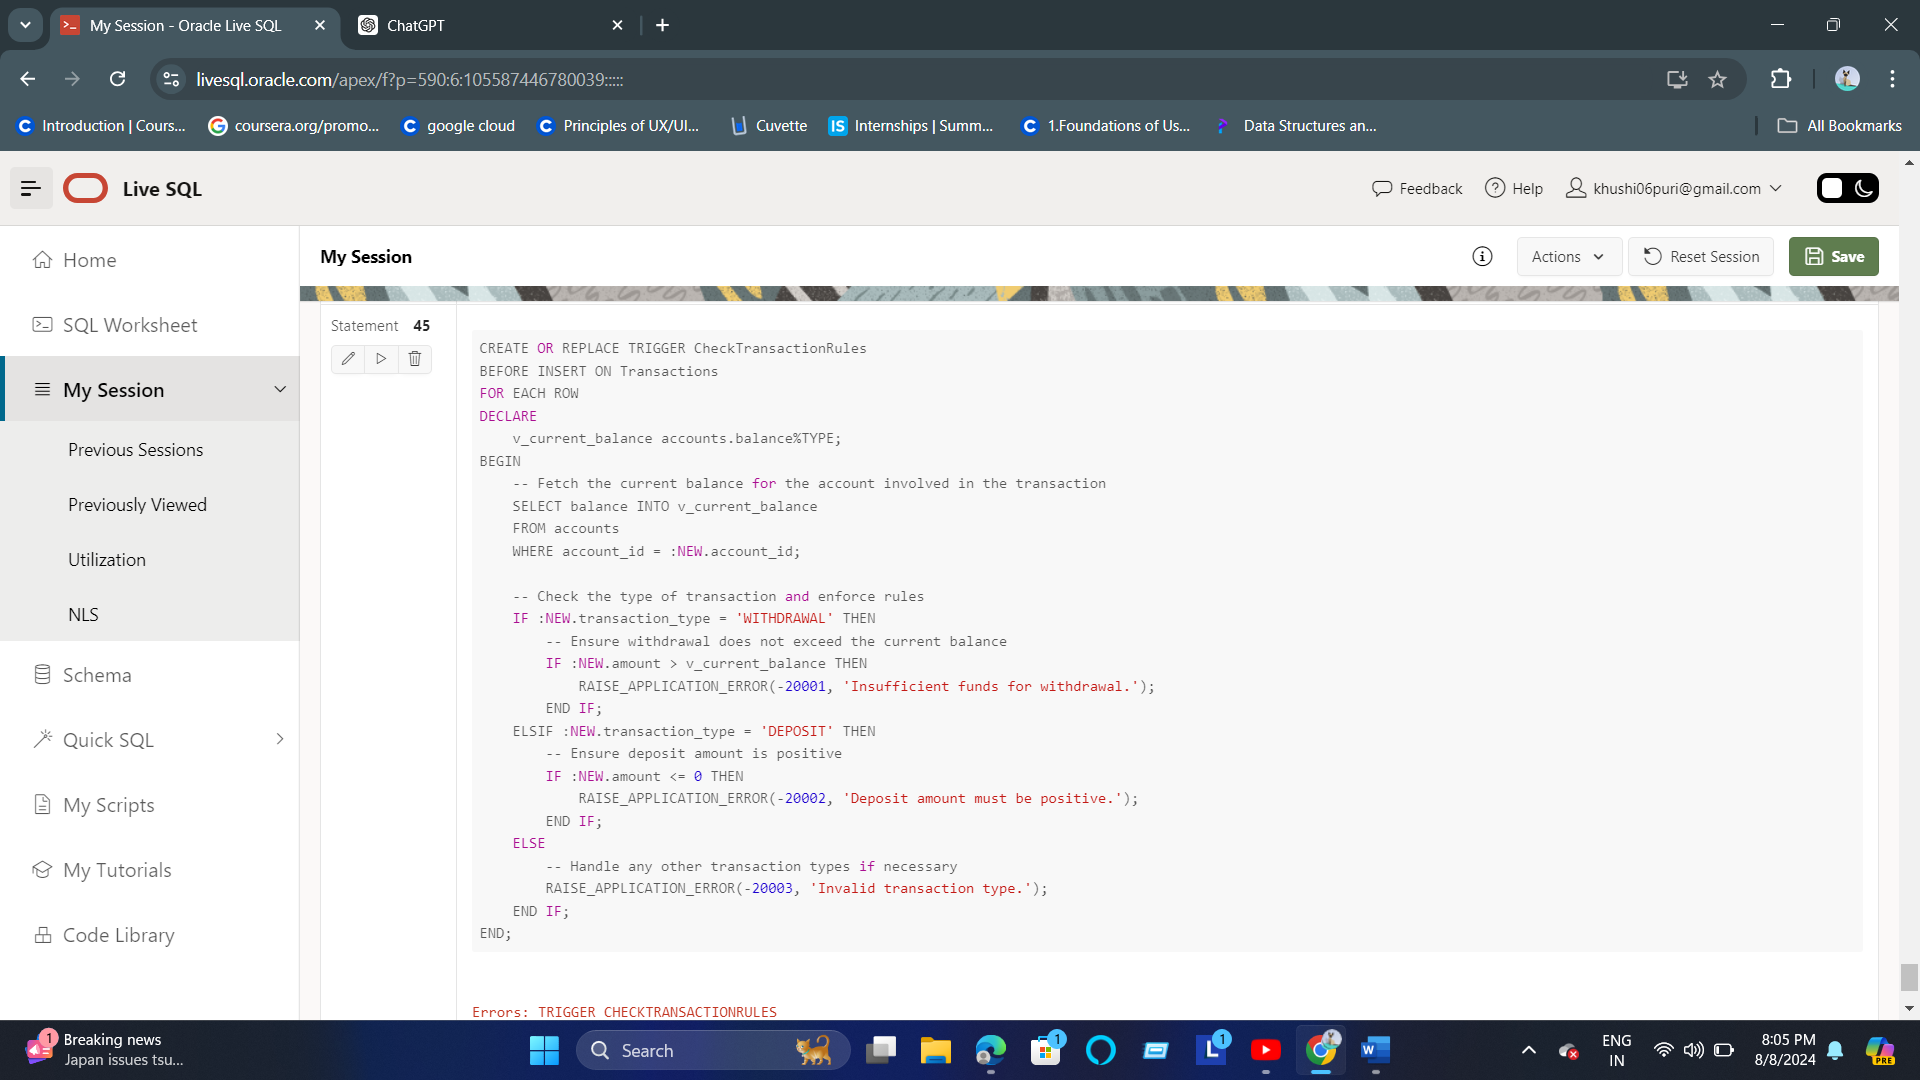 My Session - Oracle Live SQL
ChatGPT
livesql.oracle.com/apex/f?p=590:6:105587446780039:::::
Introduction | Cours...
coursera.org/promo...
google cloud
Principles of UX/UI...
Cuvette
IS
Internships | Summ...
1.Foundations of Us...
Data Structures an...
All Bookmarks
Live SQL
Feedback
Help
khushi06puri@gmail.com
Home
SQL Worksheet
My Session
Previous Sessions
Previously Viewed
Utilization
NLS
Schema
Quick SQL
My Scripts
My Tutorials
Code Library
My Session
Actions
Reset Session
Save
Statement 45
CREATE OR REPLACE TRIGGER CheckTransactionRules
BEFORE INSERT ON Transactions
FOR EACH ROW
DECLARE
    v_current_balance accounts.balance%TYPE;
BEGIN
    -- Fetch the current balance for the account involved in the transaction
    SELECT balance INTO v_current_balance
    FROM accounts
    WHERE account_id = :NEW.account_id;
    -- Check the type of transaction and enforce rules
    IF :NEW.transaction_type = 'WITHDRAWAL' THEN
        -- Ensure withdrawal does not exceed the current balance
        IF :NEW.amount > v_current_balance THEN
            RAISE_APPLICATION_ERROR(-20001, 'Insufficient funds for withdrawal.');
        END IF;
    ELSIF :NEW.transaction_type = 'DEPOSIT' THEN
        -- Ensure deposit amount is positive
        IF :NEW.amount <= 0 THEN
            RAISE_APPLICATION_ERROR(-20002, 'Deposit amount must be positive.');
        END IF;
    ELSE
        -- Handle any other transaction types if necessary
        RAISE_APPLICATION_ERROR(-20003, 'Invalid transaction type.');
    END IF;
END;
Errors: TRIGGER CHECKTRANSACTIONRULES
1
Breaking news
Japan issues tsu...
Search
1
L
1
W
ENG
IN
8:05 PM
8/8/2024
PRE